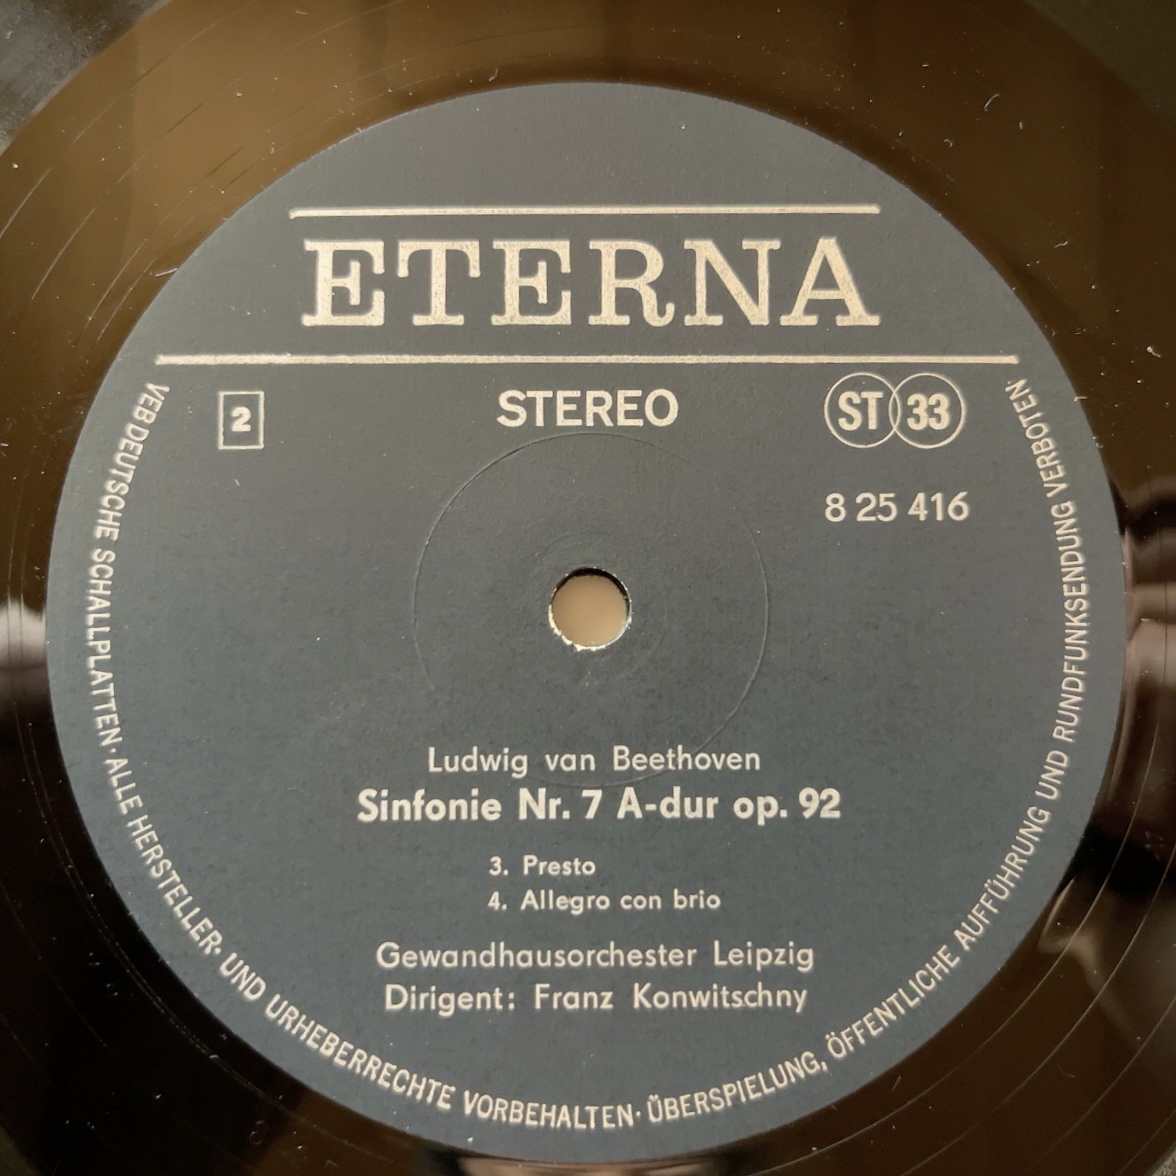 ETERNA
2
STEREO
ST 33
8 25 416
Ludwig van Beethoven
Sinfonie Nr. 7 A-dur op. 92
3. Presto
4. Allegro con brio
Gewandhausorchester Leipzig
Dirigent: Franz Konwitschny
VEB DEUTSCHE SCHALLPLATTEN · ALLE HERSTELLER- UND URHEBERRECHTE VORBEHALTEN · ÜBERSPIELUNG, ÖFFENTLICHE AUFFÜHRUNG UND RUNDFUNKSENDUNG VERBOTEN